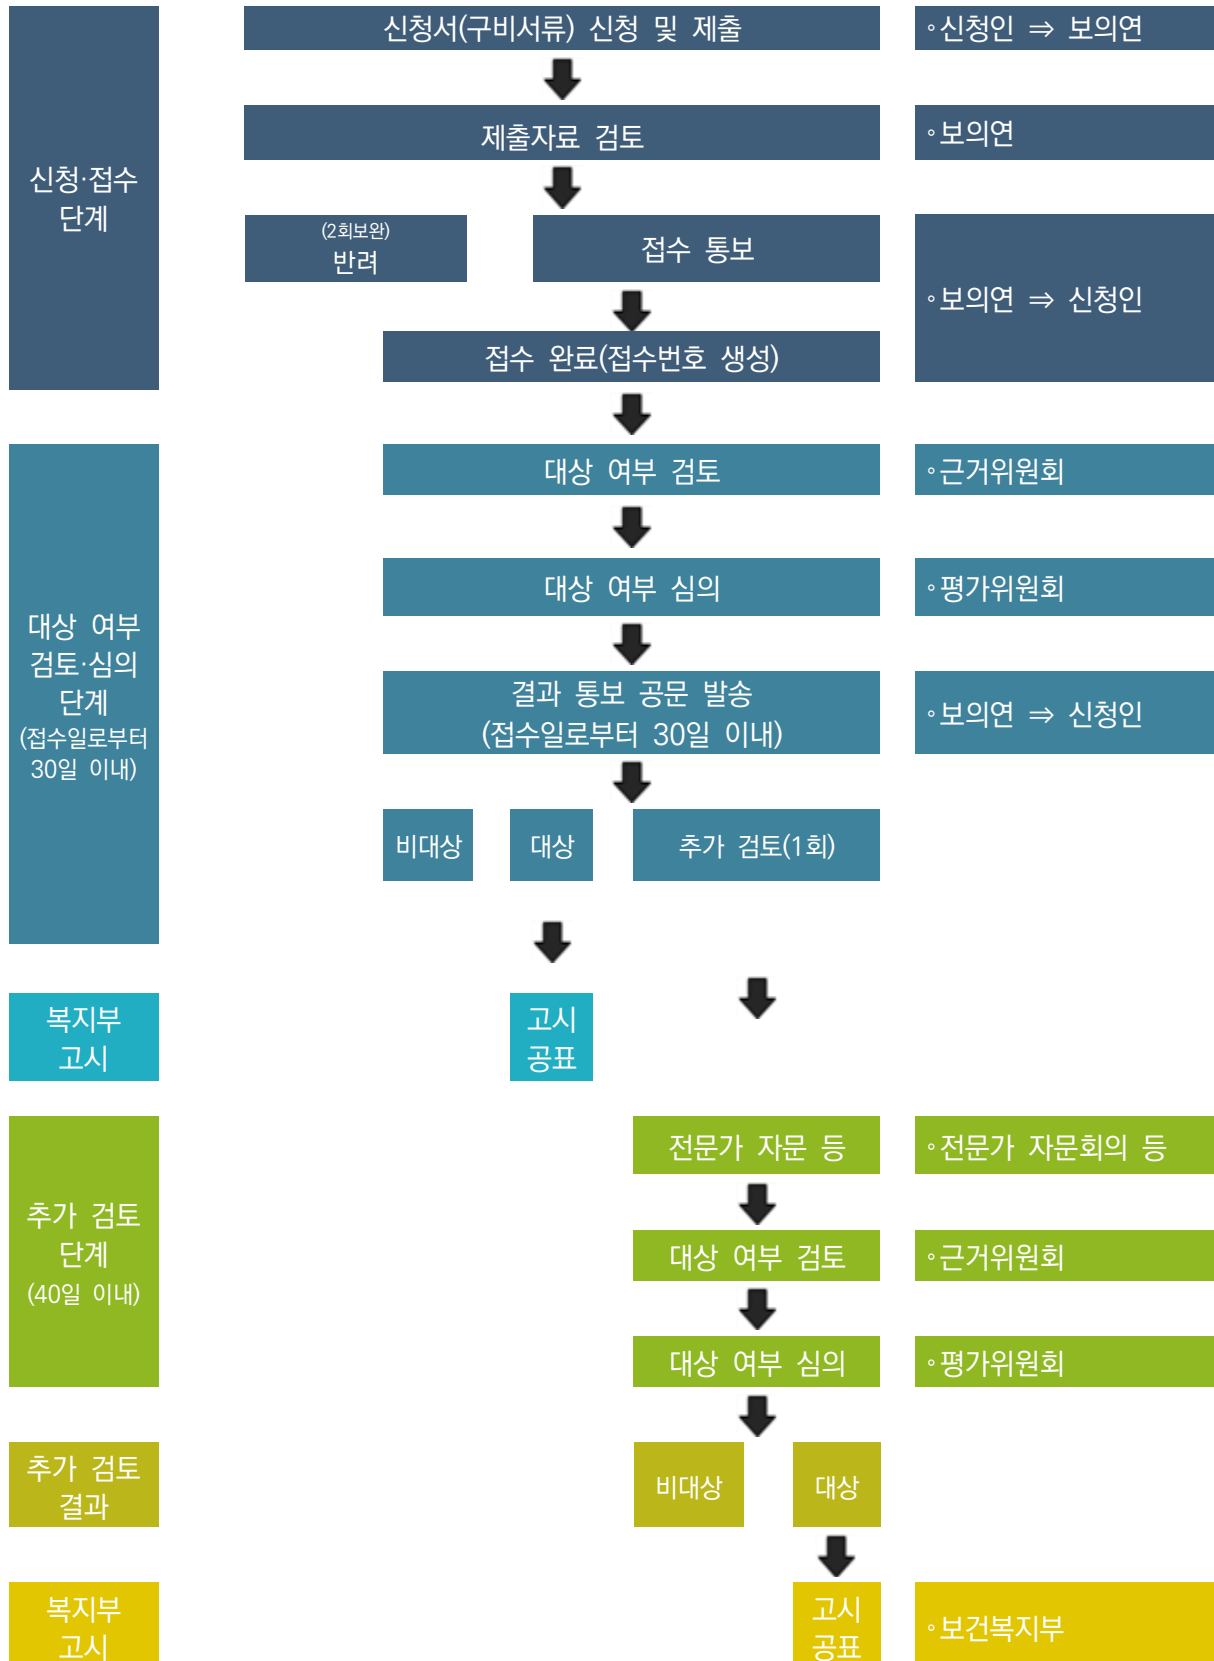 신청·접수
단계
신청서(구비서류) 신청 및 제출
◦신청인 ⇒ 보의연
제출자료 검토
◦보의연
(2회보완)
반려
접수 통보
◦보의연 ⇒ 신청인
접수 완료(접수번호 생성)
대상 여부
검토·심의
단계
(접수일로부터
30일 이내)
대상 여부 검토
◦근거위원회
대상 여부 심의
◦평가위원회
결과 통보 공문 발송
(접수일로부터 30일 이내)
◦보의연 ⇒ 신청인
비대상
대상
추가 검토(1회)
복지부
고시
고시
공표
추가 검토
단계
(40일 이내)
전문가 자문 등
◦전문가 자문회의 등
대상 여부 검토
◦근거위원회
대상 여부 심의
◦평가위원회
추가 검토
결과
비대상
대상
복지부
고시
고시
공표
◦보건복지부